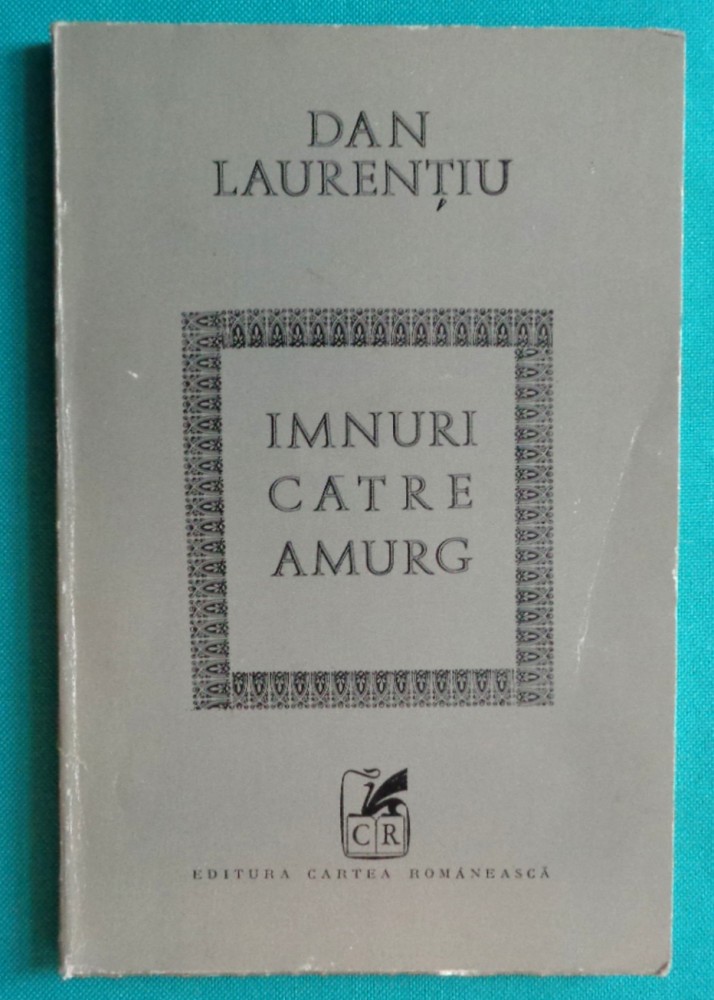 DAN
LAURENȚIU
IMNURI
CATRE
AMURG
CR
EDITURA CARTEA ROMÂNEASCĂ